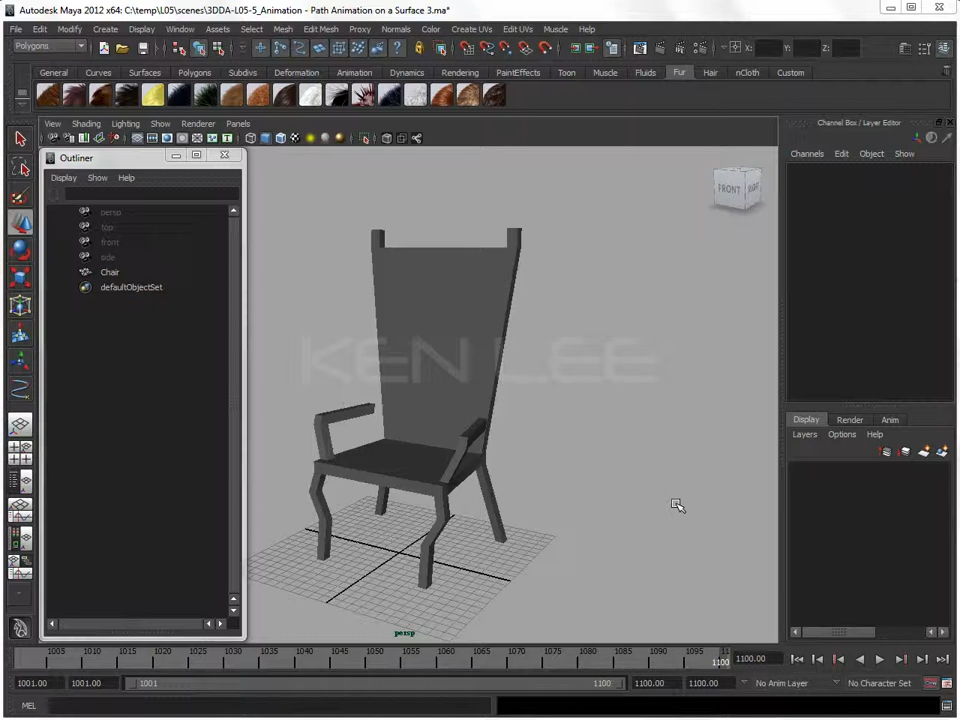 Autodesk Maya 2012 x64: C:\temp\L05\scenes\3DDA-L05-5_Animation - Path Animation on a Surface 3.ma*
File Edit Modify Create Display Window Assets Select Mesh Edit Mesh Proxy Normals Color Create UVs Edit UVs Muscle Help
Polygons X: Y: Z:
General Curves Surfaces Polygons Subdivs Deformation Animation Dynamics Rendering PaintEffects Toon Muscle Fluids Fur Hair nCloth Custom
View Shading Lighting Show Renderer Panels
Channel Box / Layer Editor
Channels Edit Object Show
Outliner
Display Show Help
persp
top
front
side
Chair
defaultObjectSet
FRONT
KEN LEE
persp
Display Render Anim
Layers Options Help
1005 1010 1015 1020 1025 1030 1035 1040 1045 1050 1055 1060 1065 1070 1075 1080 1085 1090 1095 11
1100 1100.00
1001.00 1001.00 1001 1100 1100.00 1100.00 No Anim Layer No Character Set
MEL